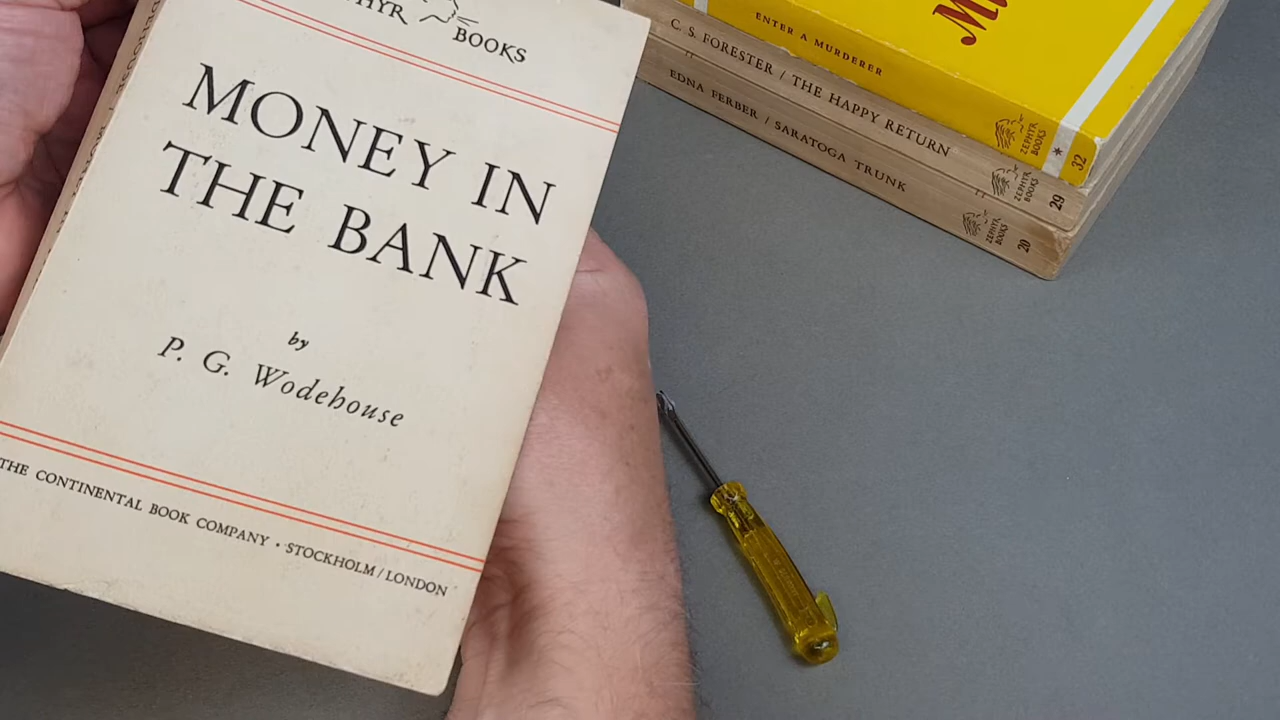 BOOKS
MONEY IN
THE BANK
by
P. G. Wodehouse
THE CONTINENTAL BOOK COMPANY • STOCKHOLM / LONDON
ENTER A MURDERER
ZEPHYR
BOOKS
* 32
C. S. FORESTER / THE HAPPY RETURN
ZEPHYR
BOOKS
29
EDNA FERBER / SARATOGA TRUNK
ZEPHYR
BOOKS
20